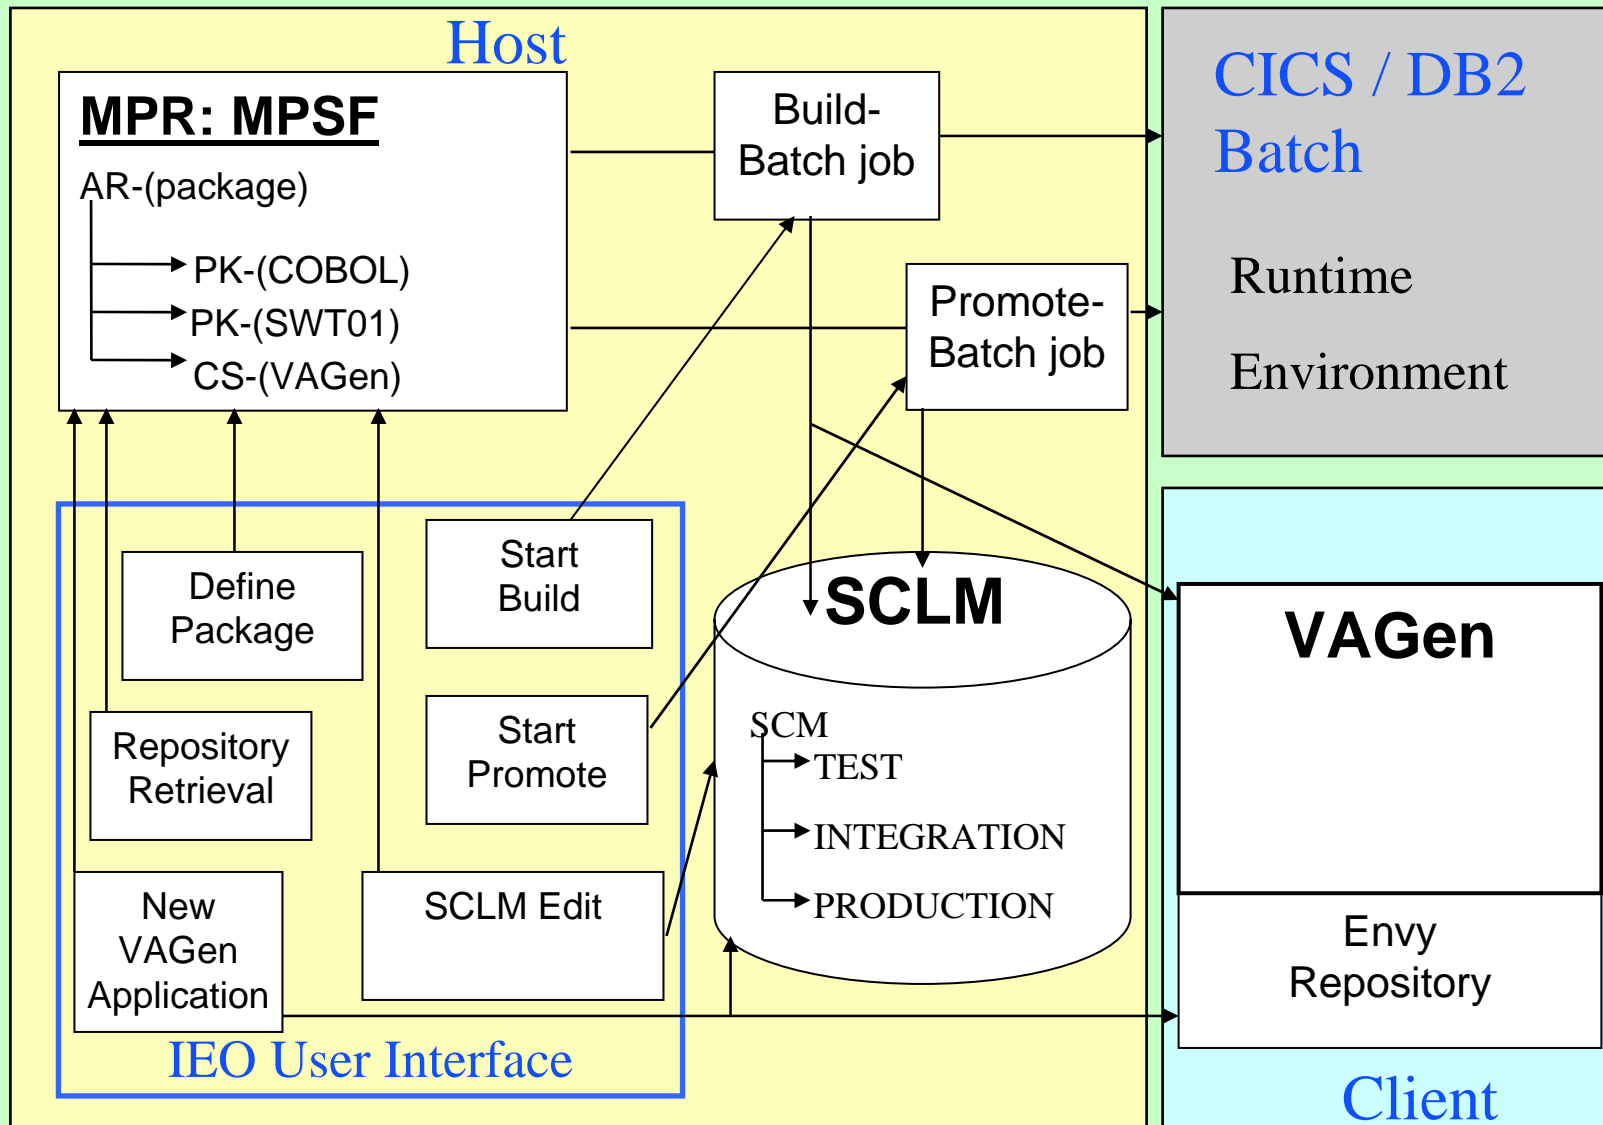 Host
MPR: MPSF
AR-(package)
PK-(COBOL)
PK-(SWT01)
CS-(VAGen)
Build-
Batch job
Promote-
Batch job
CICS / DB2
Batch
Runtime
Environment
Define
Package
Start
Build
Repository
Retrieval
Start
Promote
New
VAGen
Application
SCLM Edit
IEO User Interface
SCLM
SCM
TEST
INTEGRATION
PRODUCTION
VAGen
Envy
Repository
Client